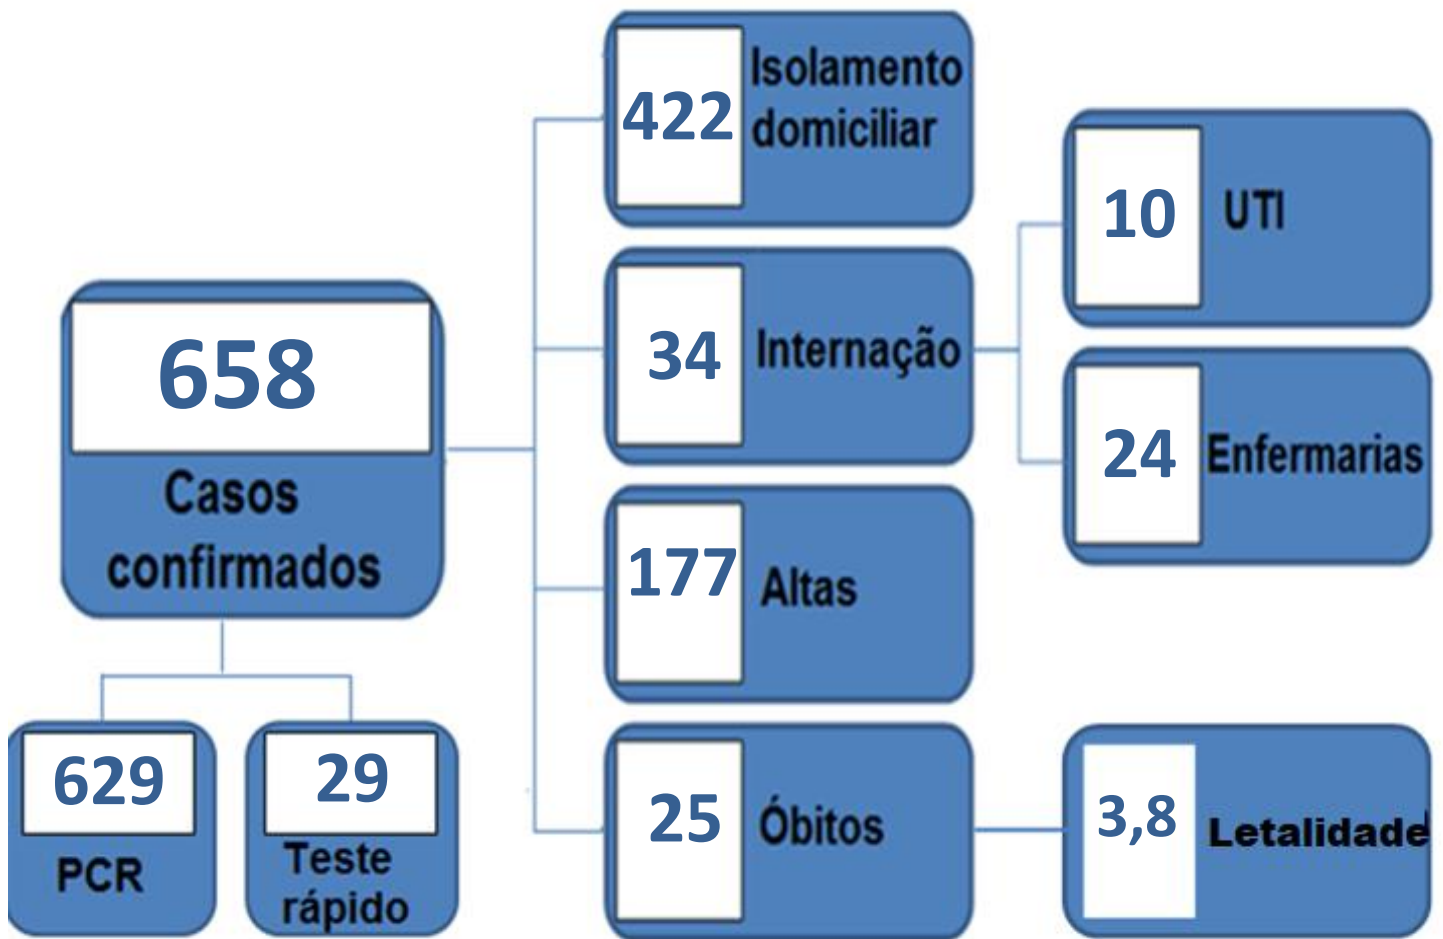 658
Casos
confirmados
629
PCR
29
Teste
rápido
422
Isolamento
domiciliar
34
Internação
10
UTI
24
Enfermarias
177
Altas
25
Óbitos
3,8
Letalidade